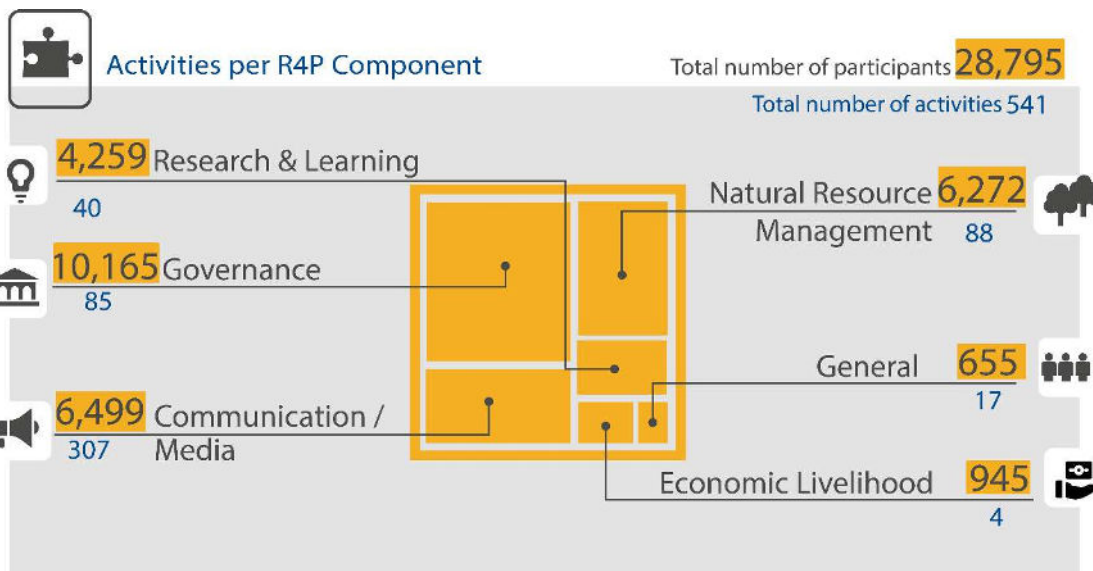 Activities per R4P Component
Total number of participants 28,795
Total number of activities 541
4,259 Research & Learning
40
10,165 Governance
85
6,499 Communication /
Media
307
Natural Resource 6,272
Management 88
General 655
17
Economic Livelihood 945
4